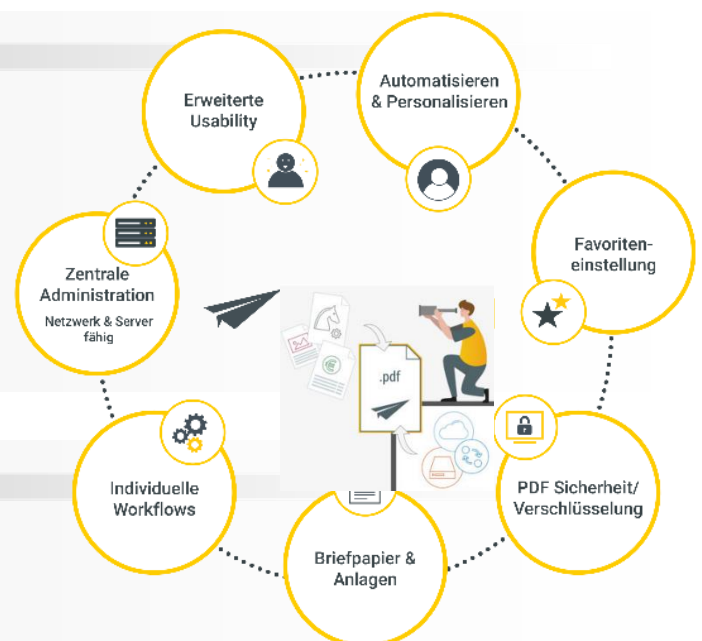 Automatisieren
& Personalisieren
Erweiterte
Usability
Favoriten-
einstellung
Zentrale
Administration
Netzwerk & Server
fähig
.pdf
Individuelle
Workflows
PDF Sicherheit/
Verschlüsselung
Briefpapier &
Anlagen